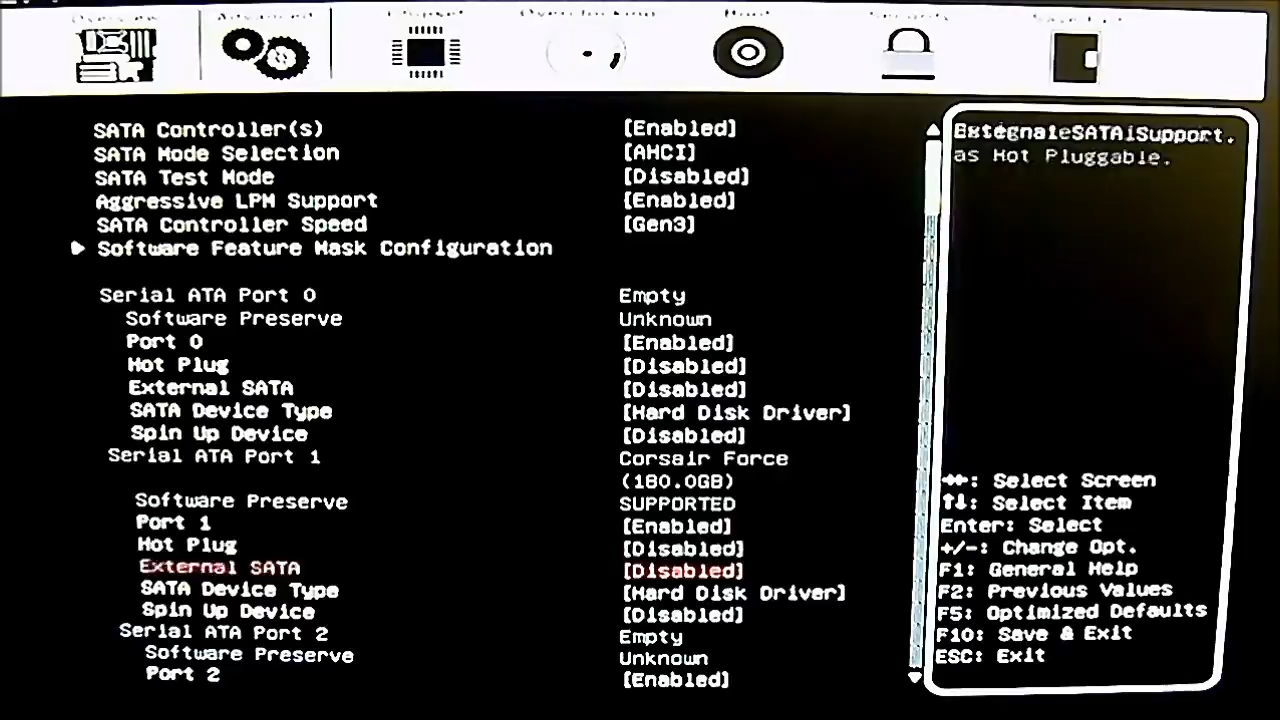 SATA Controller(s) [Enabled]
SATA Mode Selection [AHCI]
SATA Test Mode [Disabled]
Aggressive LPM Support [Enabled]
SATA Controller Speed [Gen3]
Software Feature Mask Configuration
Serial ATA Port 0 Empty
Software Preserve Unknown
Port 0 [Enabled]
Hot Plug [Disabled]
External SATA [Disabled]
SATA Device Type [Hard Disk Driver]
Spin Up Device [Disabled]
Serial ATA Port 1 Corsair Force
(180.0GB)
Software Preserve SUPPORTED
Port 1 [Enabled]
Hot Plug [Disabled]
External SATA [Disabled]
SATA Device Type [Hard Disk Driver]
Spin Up Device [Disabled]
Serial ATA Port 2 Empty
Software Preserve Unknown
Port 2 [Enabled]
Support.
as Hot Pluggable.
: Select Screen
↑↓: Select Item
Enter: Select
+/-: Change Opt.
F1: General Help
F2: Previous Values
F5: Optimized Defaults
F10: Save & Exit
ESC: Exit